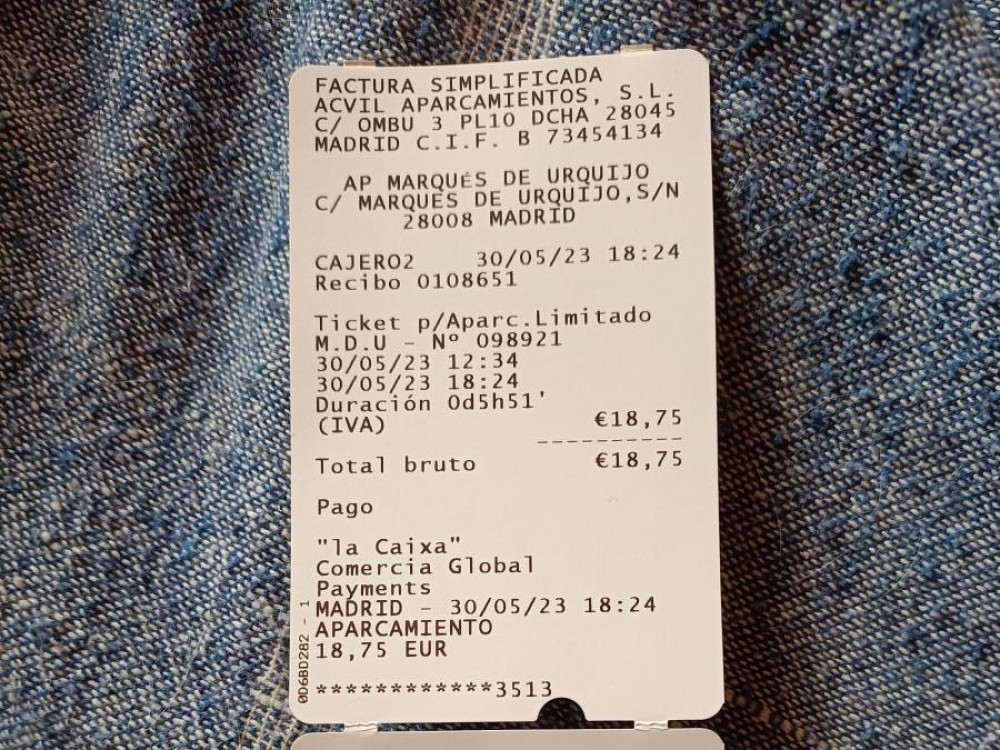 FACTURA SIMPLIFICADA
ACVIL APARCAMIENTOS, S.L.
C/ OMBU 3 PL10 DCHA 28045
MADRID C.I.F. B 73454134
AP MARQUÉS DE URQUIJO
C/ MARQUES DE URQUIJO,S/N
28008 MADRID
CAJERO2 30/05/23 18:24
Recibo 0108651
Ticket p/Aparc.Limitado
M.D.U - Nº 098921
30/05/23 12:34
30/05/23 18:24
Duración 0d5h51'
(IVA) €18,75
----------
Total bruto €18,75
Pago
"la Caixa"
Comercia Global
Payments
MADRID - 30/05/23 18:24
APARCAMIENTO
18,75 EUR
************3513
0D6BD282 - 1